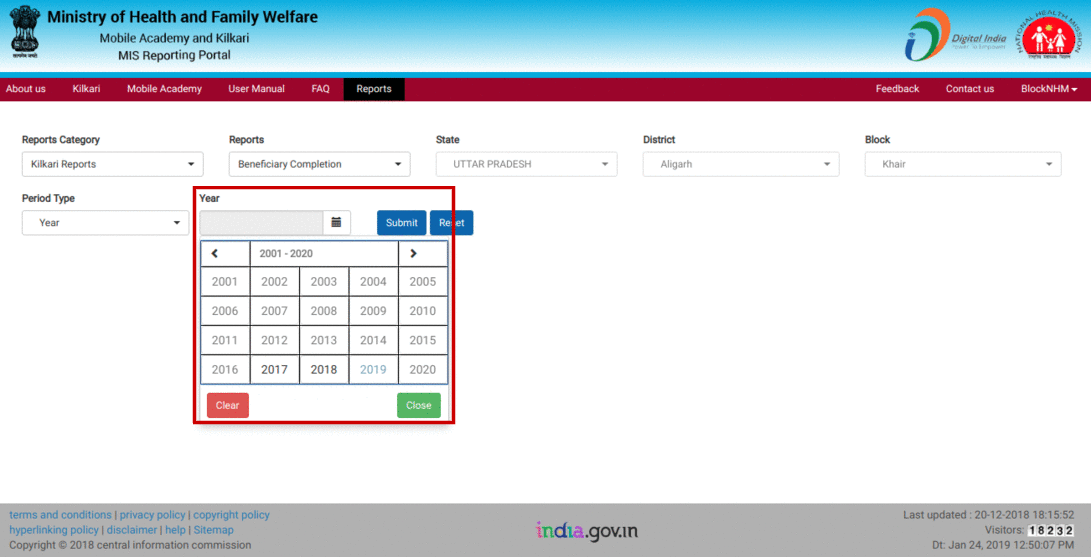 Ministry of Health and Family Welfare
Mobile Academy and Kilkari
MIS Reporting Portal
Digital India
Power To Empower
NATIONAL HEALTH MISSION
About us Kilkari Mobile Academy User Manual FAQ Reports Feedback Contact us BlockNHM
Reports Category Reports State District Block
Kilkari Reports Beneficiary Completion UTTAR PRADESH Aligarh Khair
Period Type Year
Year Submit Reset
2001 - 2020
2001 2002 2003 2004 2005
2006 2007 2008 2009 2010
2011 2012 2013 2014 2015
2016 2017 2018 2019 2020
Clear Close
terms and conditions | privacy policy | copyright policy
hyperlinking policy | disclaimer | help | Sitemap
Copyright © 2018 central information commission
india.gov.in
Last updated : 20-12-2018 18:15:52
Visitors: 18232
Dt: Jan 24, 2019 12:50:07 PM